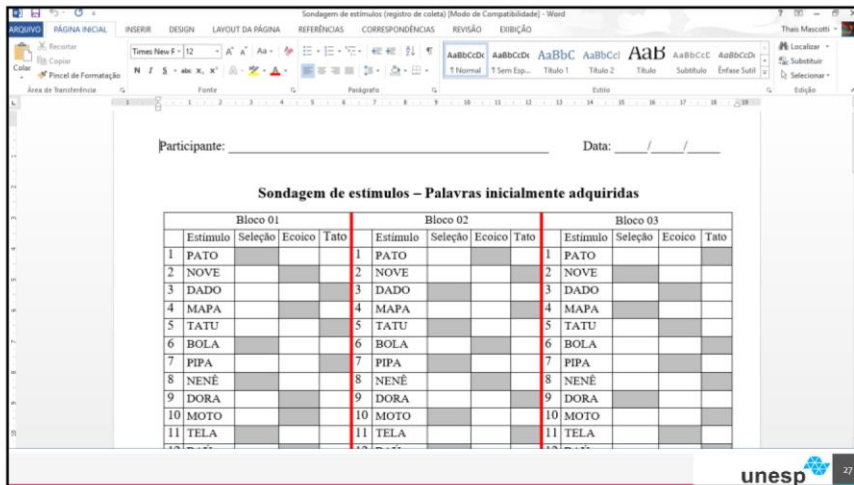 Sondagem de estímulos (registro de coleta) [Modo de Compatibilidade] - Word
ARQUIVO PÁGINA INICIAL INSERIR DESIGN LAYOUT DA PÁGINA REFERÊNCIAS CORRESPONDÊNCIAS REVISÃO EXIBIÇÃO Thais Mascotti
Recortar
Copiar
Colar
Pincel de Formatação
Times New F 12
N I S abc x₂ x²
AaBbCcDc AaBbCcDc AaBbC AaBbCcI AaB AaBbCcC AaBbCcDc
¶ Normal ¶ Sem Esp... Título 1 Título 2 Título Subtítulo Ênfase Sutil
Localizar
Substituir
Selecionar
Área de Transferência Fonte Parágrafo Estilo Edição
Participante: Data: / /
Sondagem de estímulos – Palavras inicialmente adquiridas
Bloco 01 Bloco 02 Bloco 03
Estímulo Seleção Ecoico Tato Estímulo Seleção Ecoico Tato Estímulo Seleção Ecoico Tato
1 PATO 1 PATO 1 PATO
2 NOVE 2 NOVE 2 NOVE
3 DADO 3 DADO 3 DADO
4 MAPA 4 MAPA 4 MAPA
5 TATU 5 TATU 5 TATU
6 BOLA 6 BOLA 6 BOLA
7 PIPA 7 PIPA 7 PIPA
8 NENÊ 8 NENÊ 8 NENÊ
9 DORA 9 DORA 9 DORA
10 MOTO 10 MOTO 10 MOTO
11 TELA 11 TELA 11 TELA
unesp 27